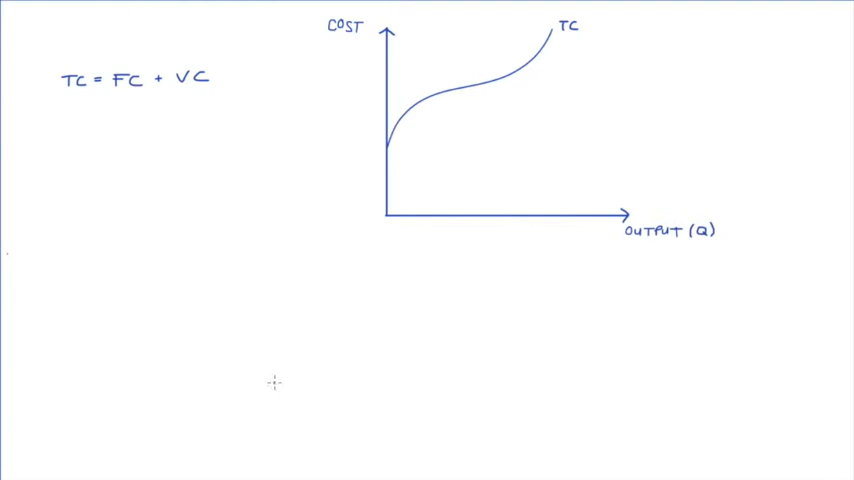 COST
TC
TC = FC + VC
OUTPUT (Q)